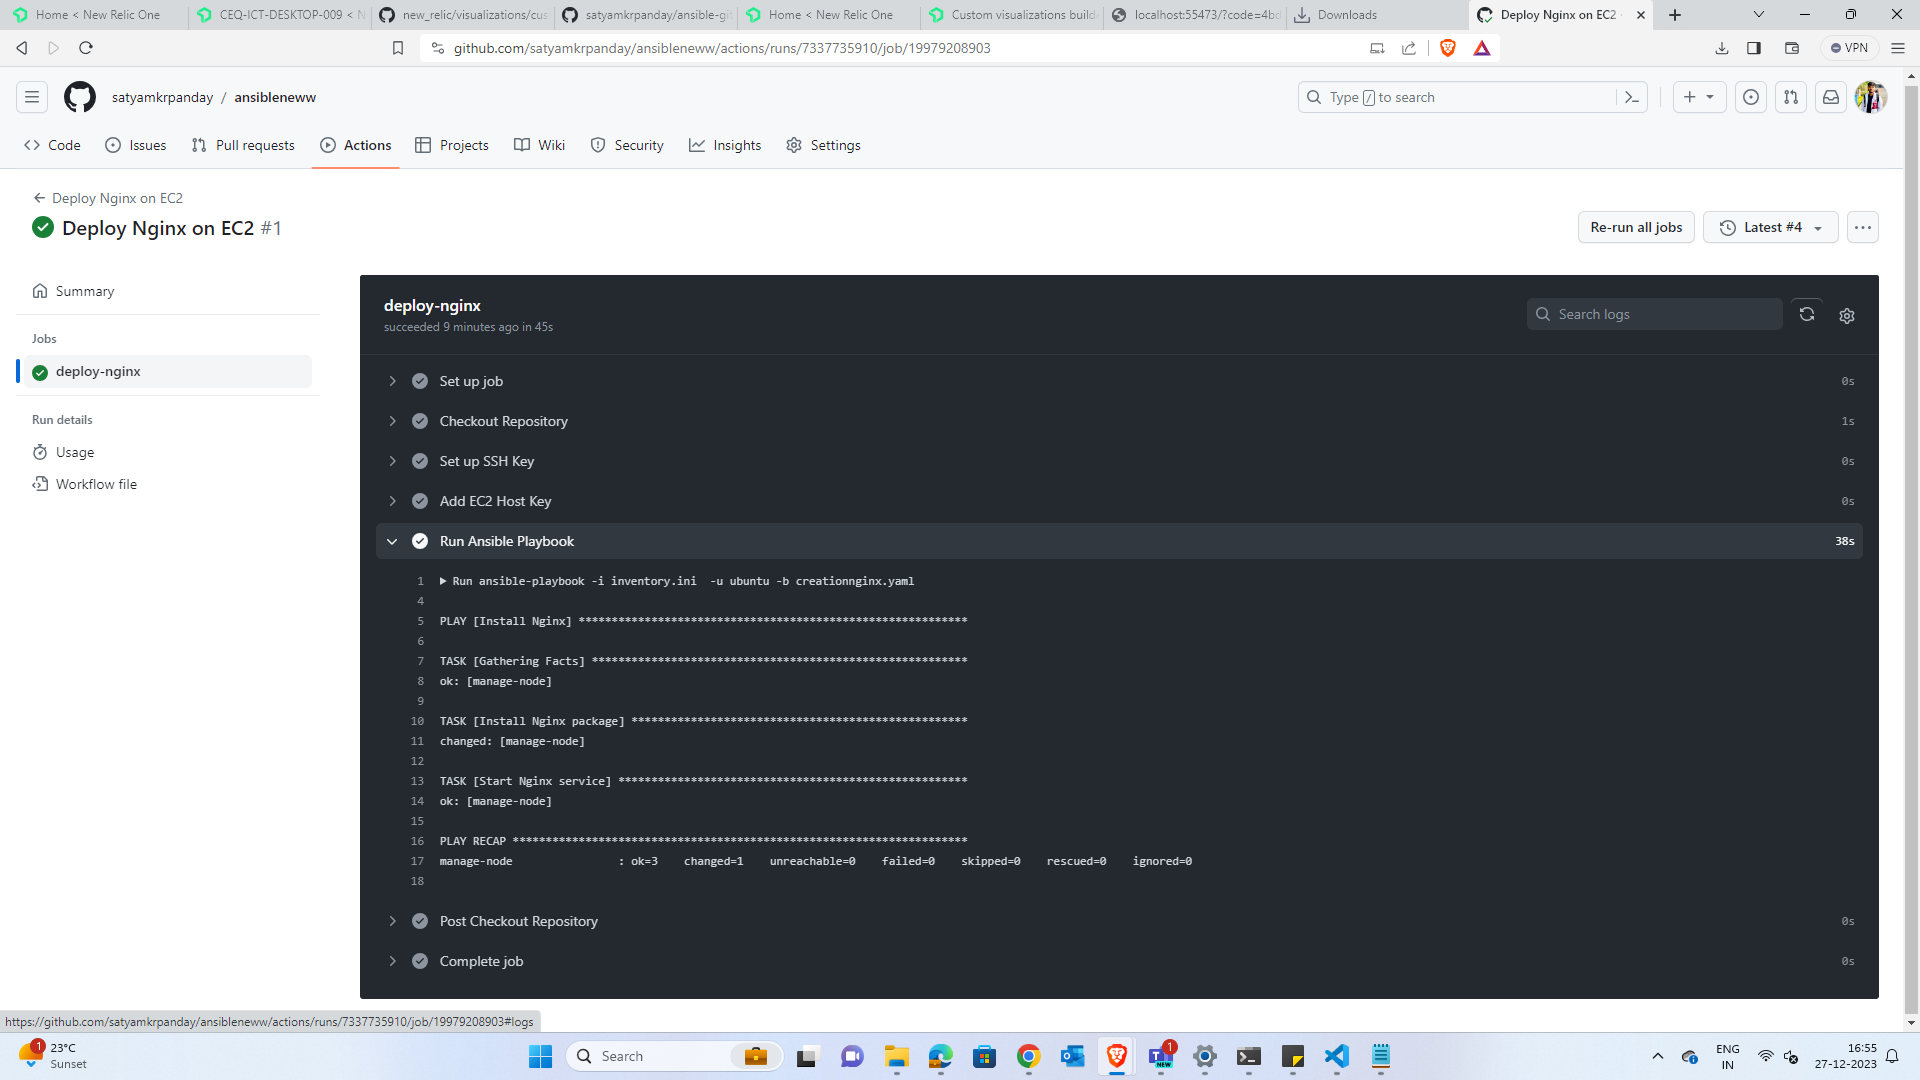 Home < New Relic One
CEQ-ICT-DESKTOP-009 < N
new_relic/visualizations/cus
satyamkrpanday/ansible-gi
Home < New Relic One
Custom visualizations build
localhost:55473/?code=4bd
Downloads
Deploy Nginx on EC2
github.com/satyamkrpanday/ansibleneww/actions/runs/7337735910/job/19979208903
VPN
satyamkrpanday / ansibleneww
Type / to search
Code
Issues
Pull requests
Actions
Projects
Wiki
Security
Insights
Settings
Deploy Nginx on EC2
Deploy Nginx on EC2 #1
Re-run all jobs
Latest #4
Summary
Jobs
deploy-nginx
Run details
Usage
Workflow file
deploy-nginx
succeeded 9 minutes ago in 45s
Search logs
Set up job 0s
Checkout Repository 1s
Set up SSH Key 0s
Add EC2 Host Key 0s
Run Ansible Playbook 38s
1 Run ansible-playbook -i inventory.ini  -u ubuntu -b creationnginx.yaml
4
5 PLAY [Install Nginx] ***********************************************************
6
7 TASK [Gathering Facts] *********************************************************
8 ok: [manage-node]
9
10 TASK [Install Nginx package] ***************************************************
11 changed: [manage-node]
12
13 TASK [Start Nginx service] *****************************************************
14 ok: [manage-node]
15
16 PLAY RECAP *********************************************************************
17 manage-node                : ok=3    changed=1    unreachable=0    failed=0    skipped=0    rescued=0    ignored=0
18
Post Checkout Repository 0s
Complete job 0s
https://github.com/satyamkrpanday/ansibleneww/actions/runs/7337735910/job/19979208903#logs
1
23°C
Sunset
Search
1
NEW
ENG
IN
16:55
27-12-2023